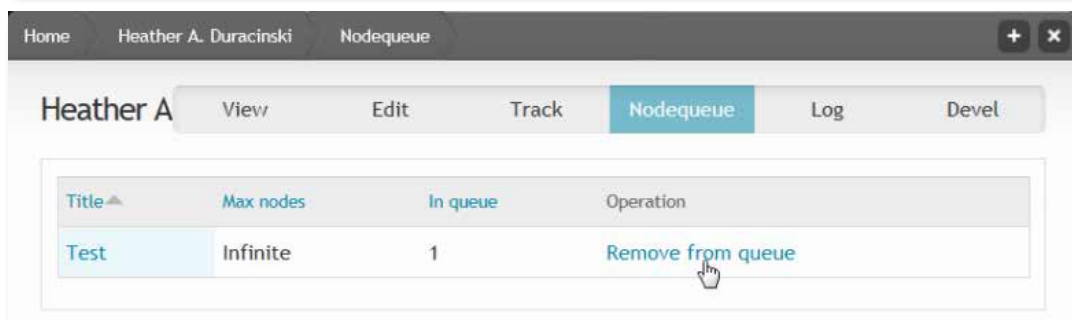 Home Heather A. Duracinski Nodequeue + ×
Heather A View Edit Track Nodequeue Log Devel
Title Max nodes In queue Operation
Test Infinite 1 Remove from queue